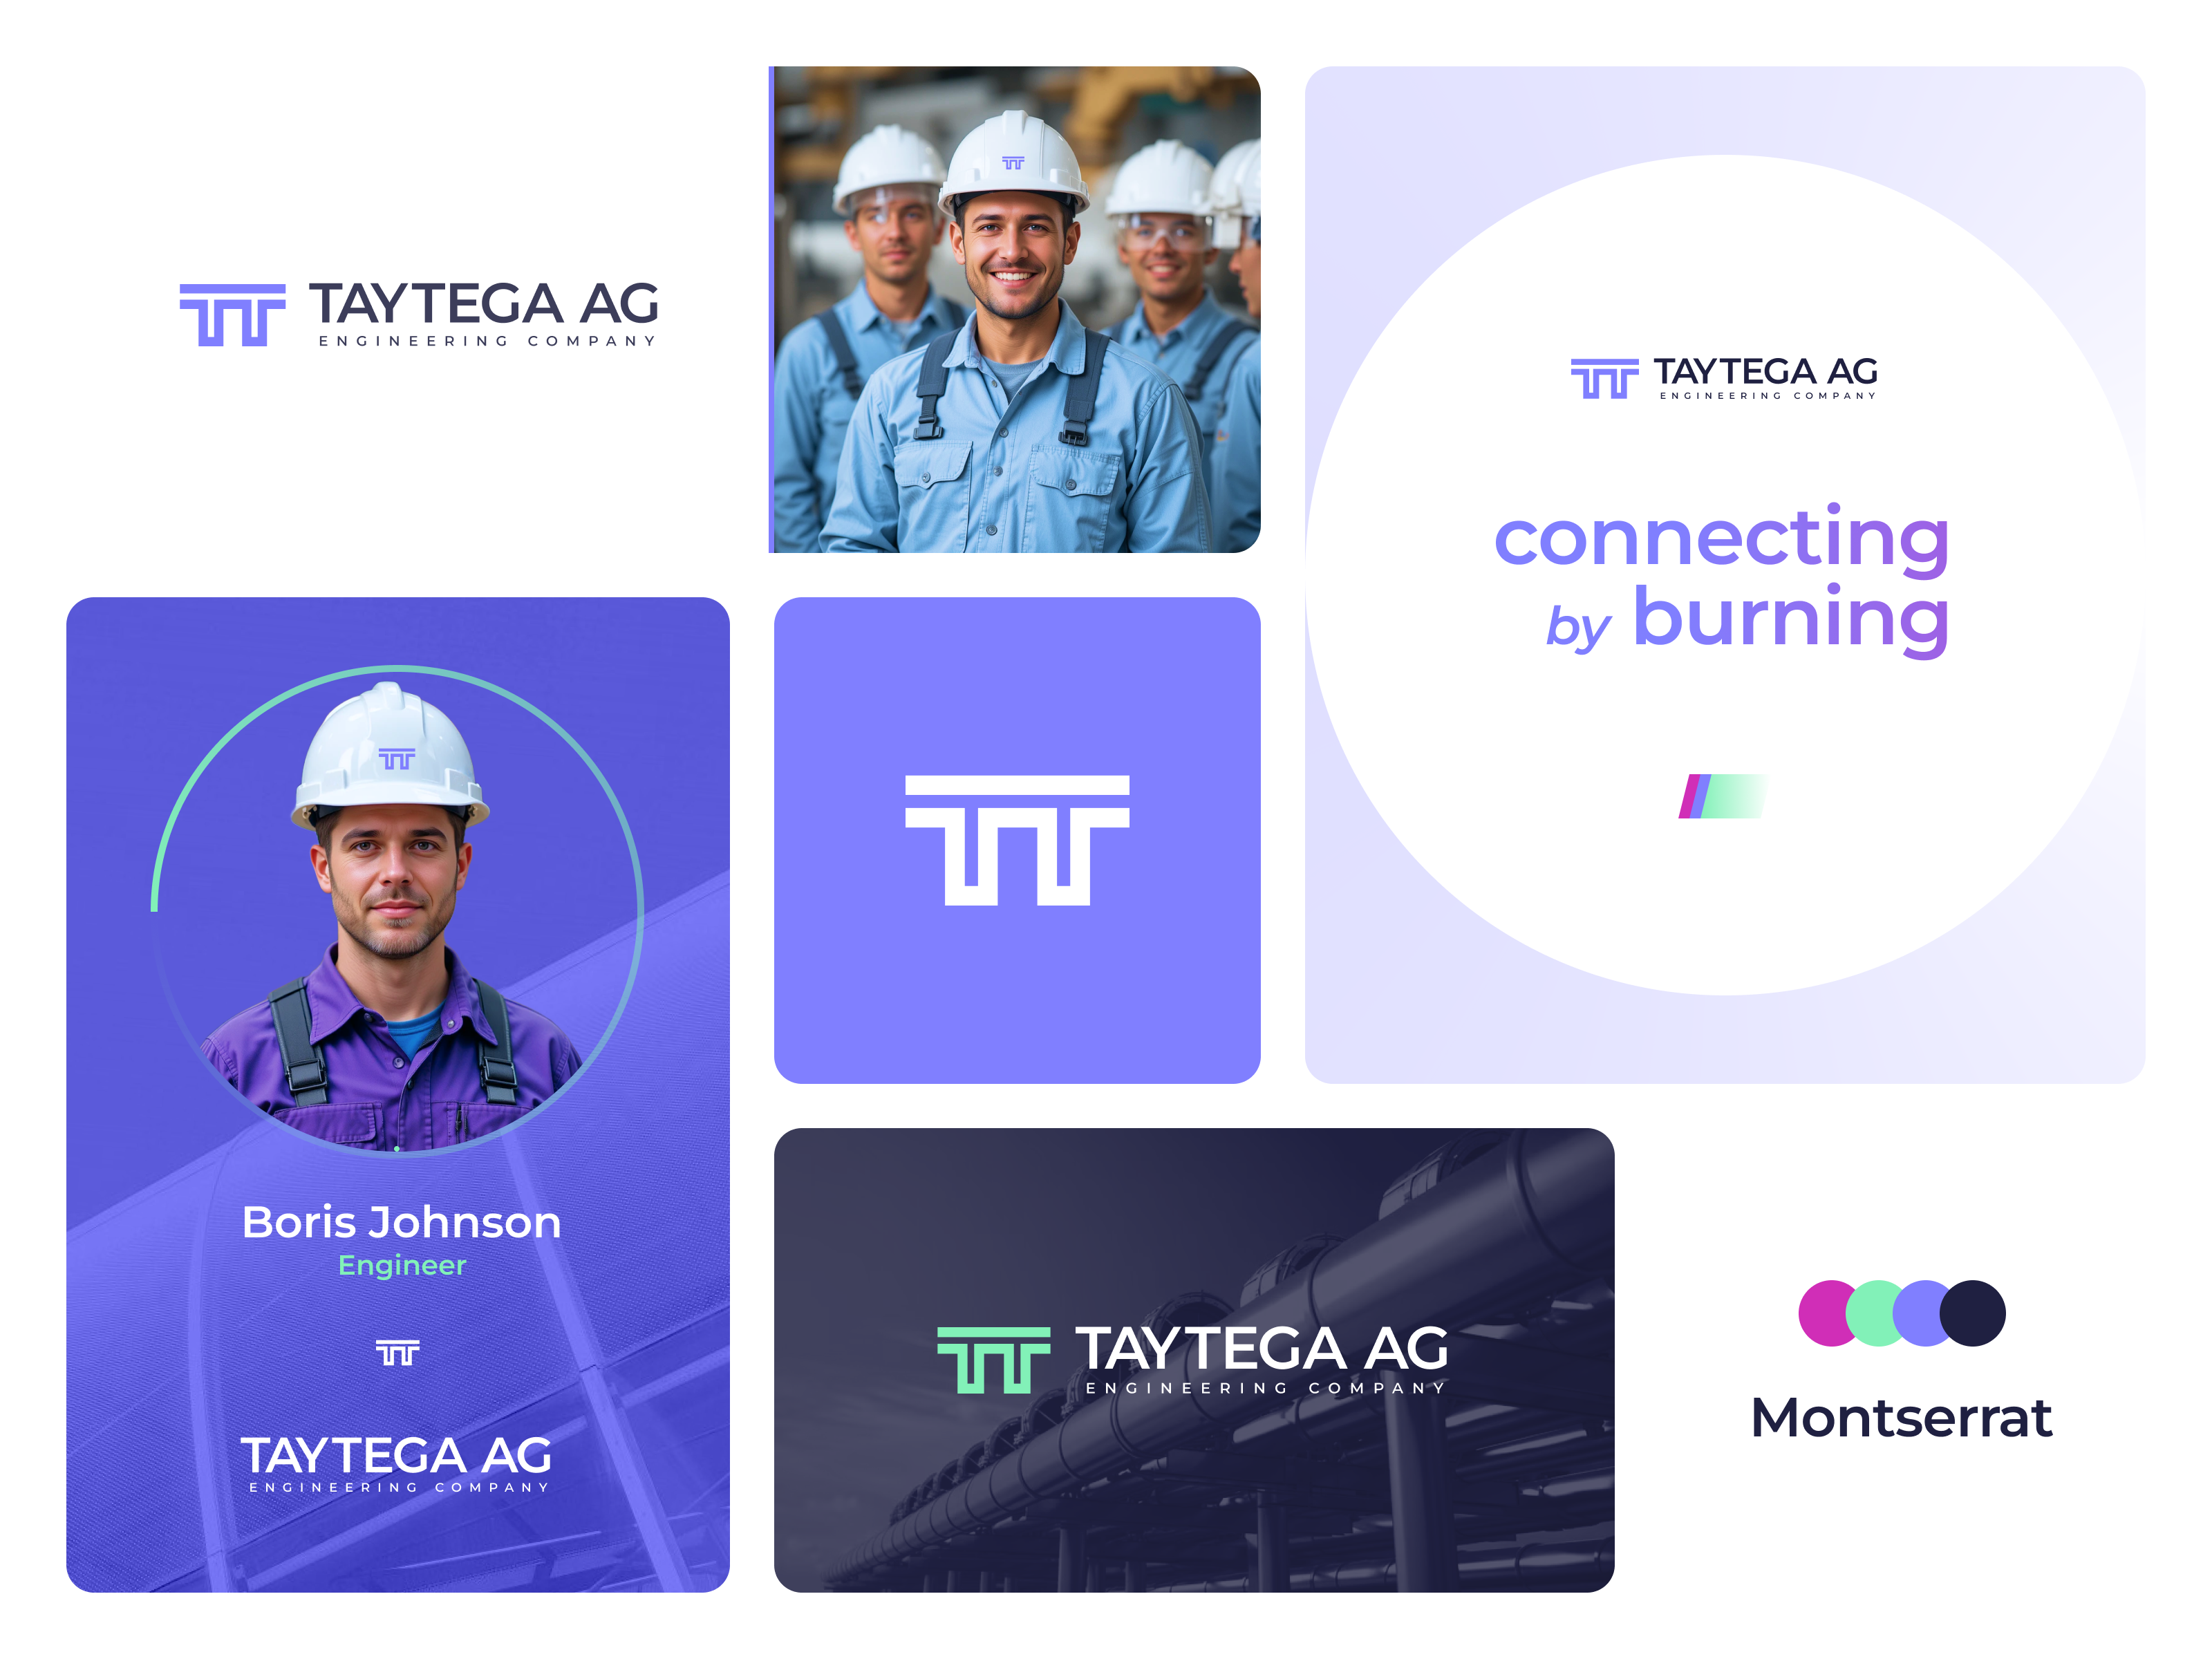 TAYTEGA AG
ENGINEERING COMPANY
TAYTEGA AG
ENGINEERING COMPANY
connecting
by burning
Boris Johnson
Engineer
TAYTEGA AG
ENGINEERING COMPANY
TAYTEGA AG
ENGINEERING COMPANY
Montserrat